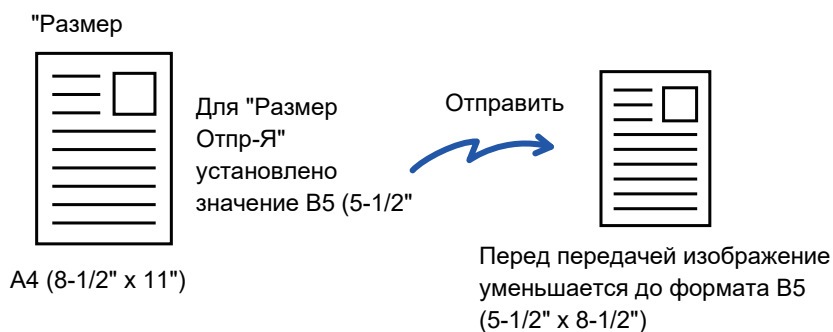 "Размер
Для "Размер
Отпр-Я"
установлено
значение B5 (5-1/2"
Отправить
A4 (8-1/2" x 11")
Перед передачей изображение
уменьшается до формата B5
(5-1/2" x 8-1/2")